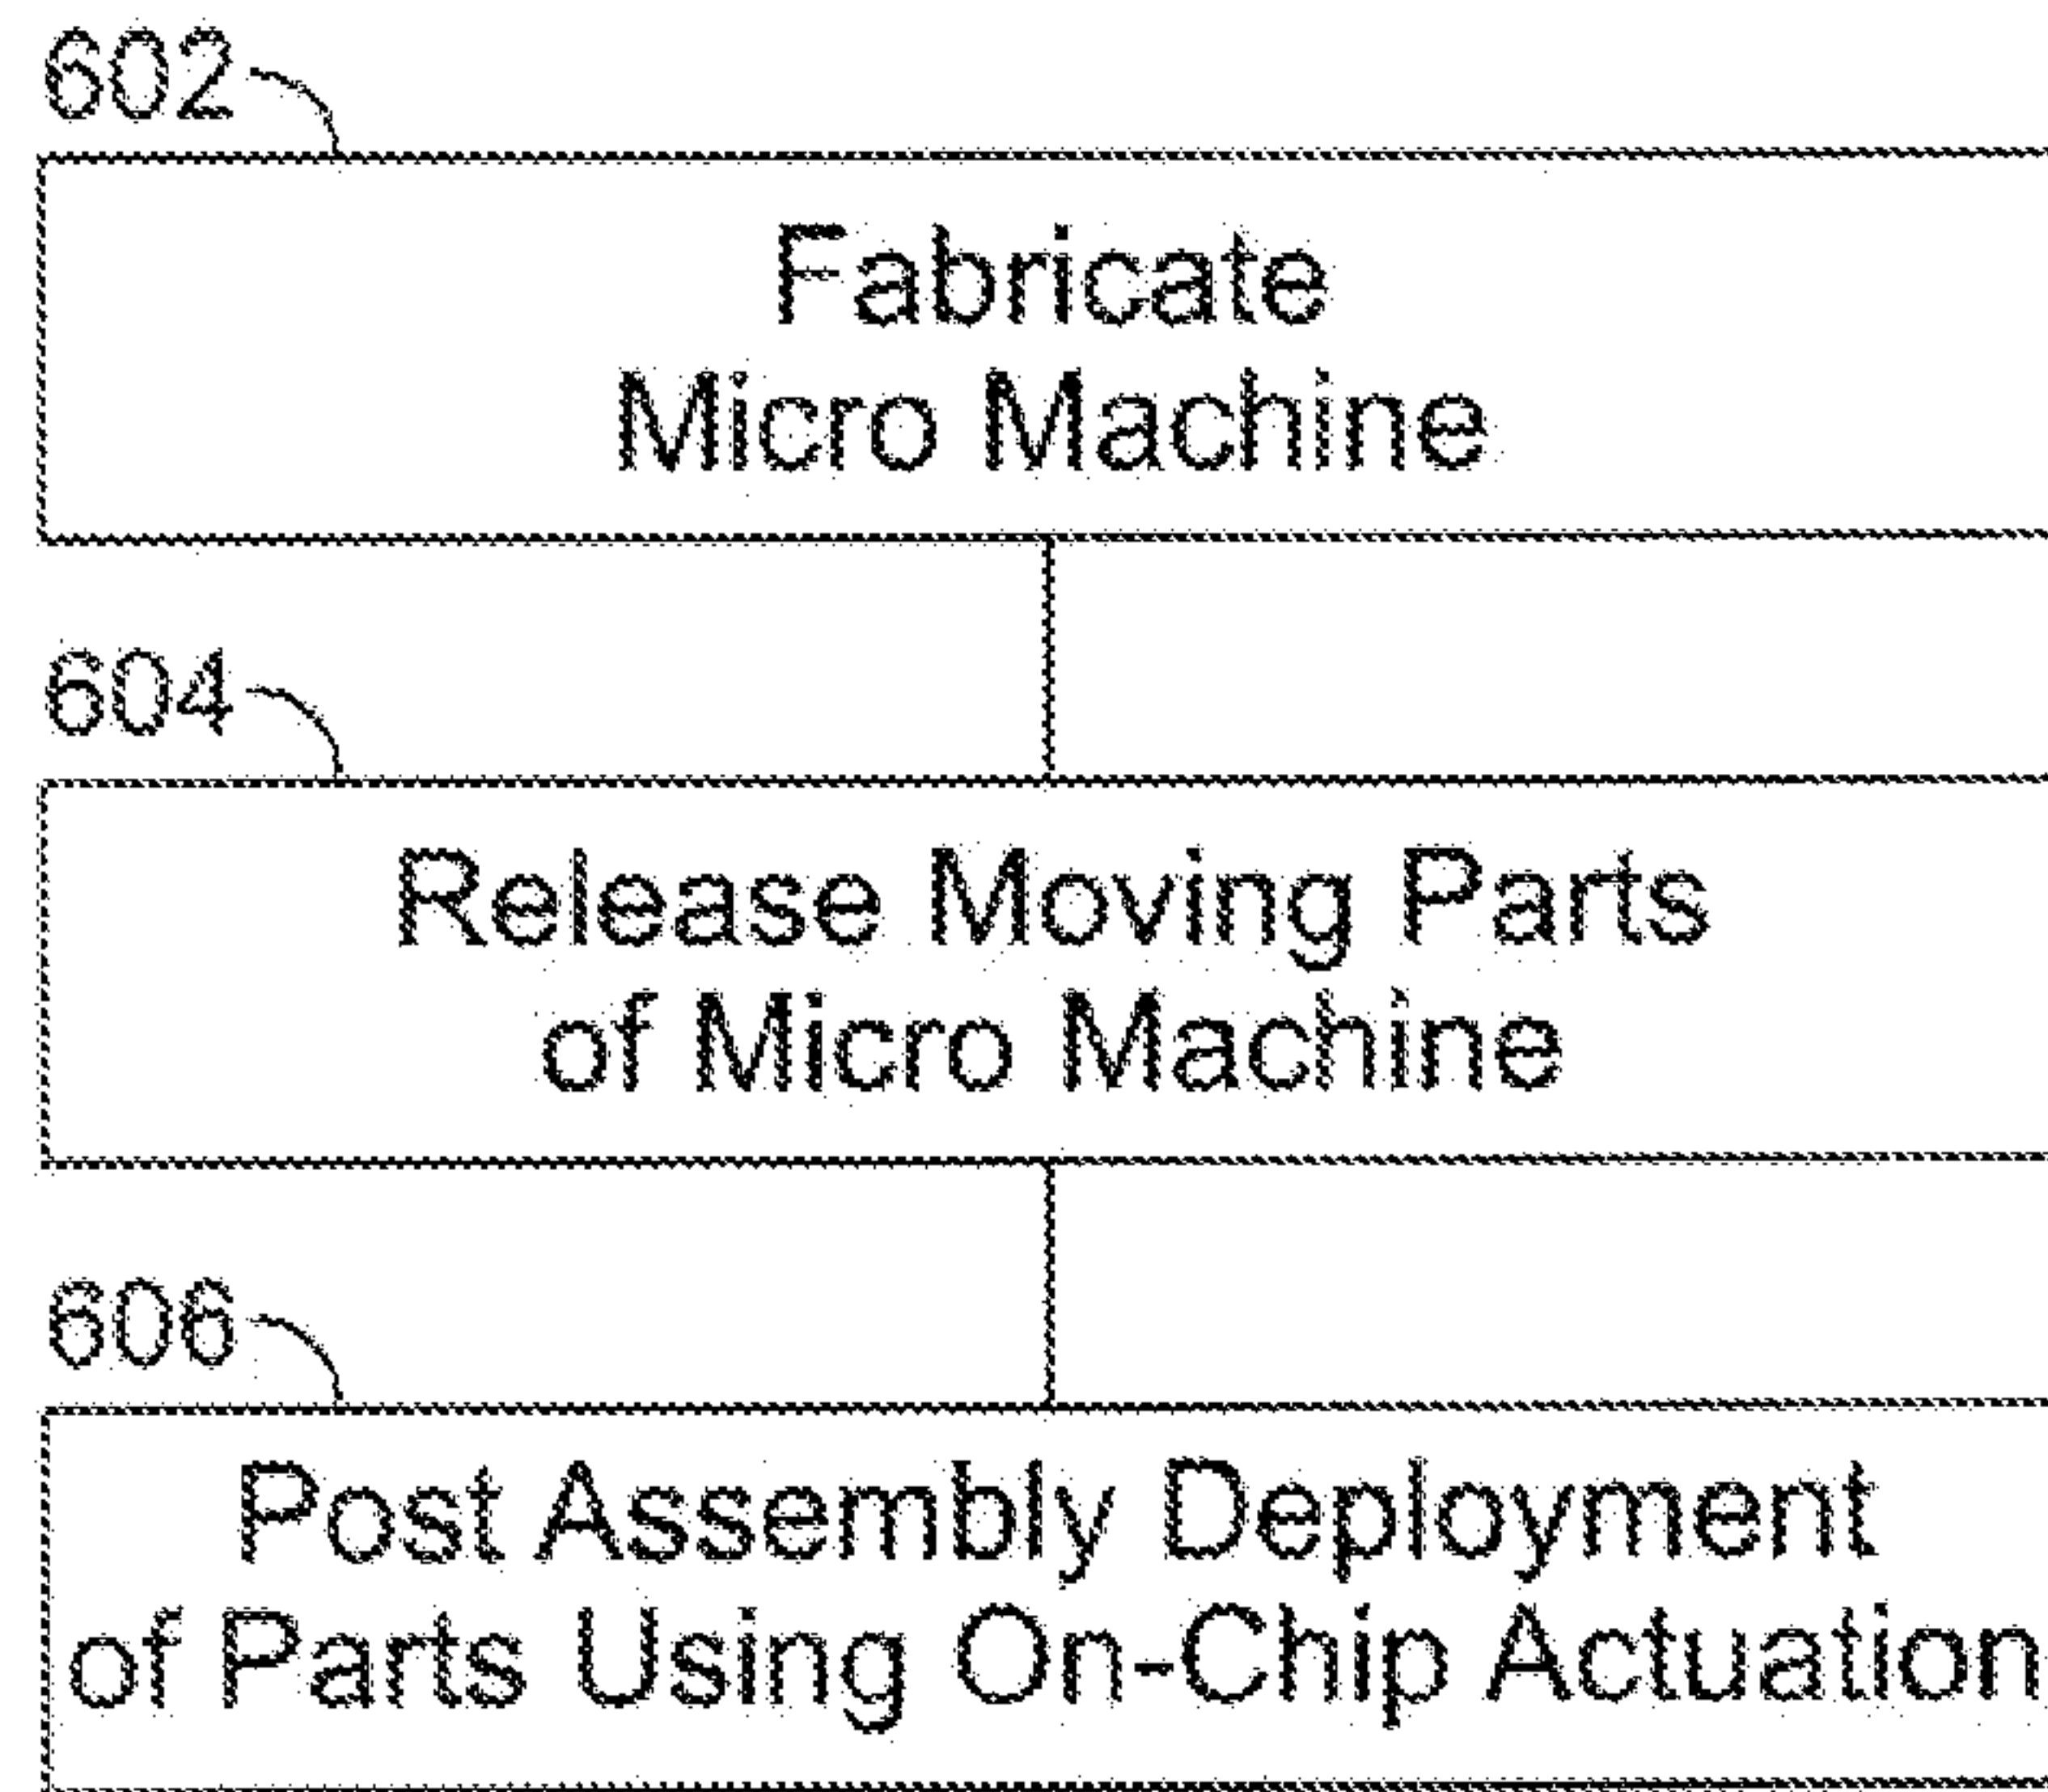 602
Fabricate
Micro Machine
604
Release Moving Parts
of Micro Machine
606
Post Assembly Deployment
of Parts Using On-Chip Actuation